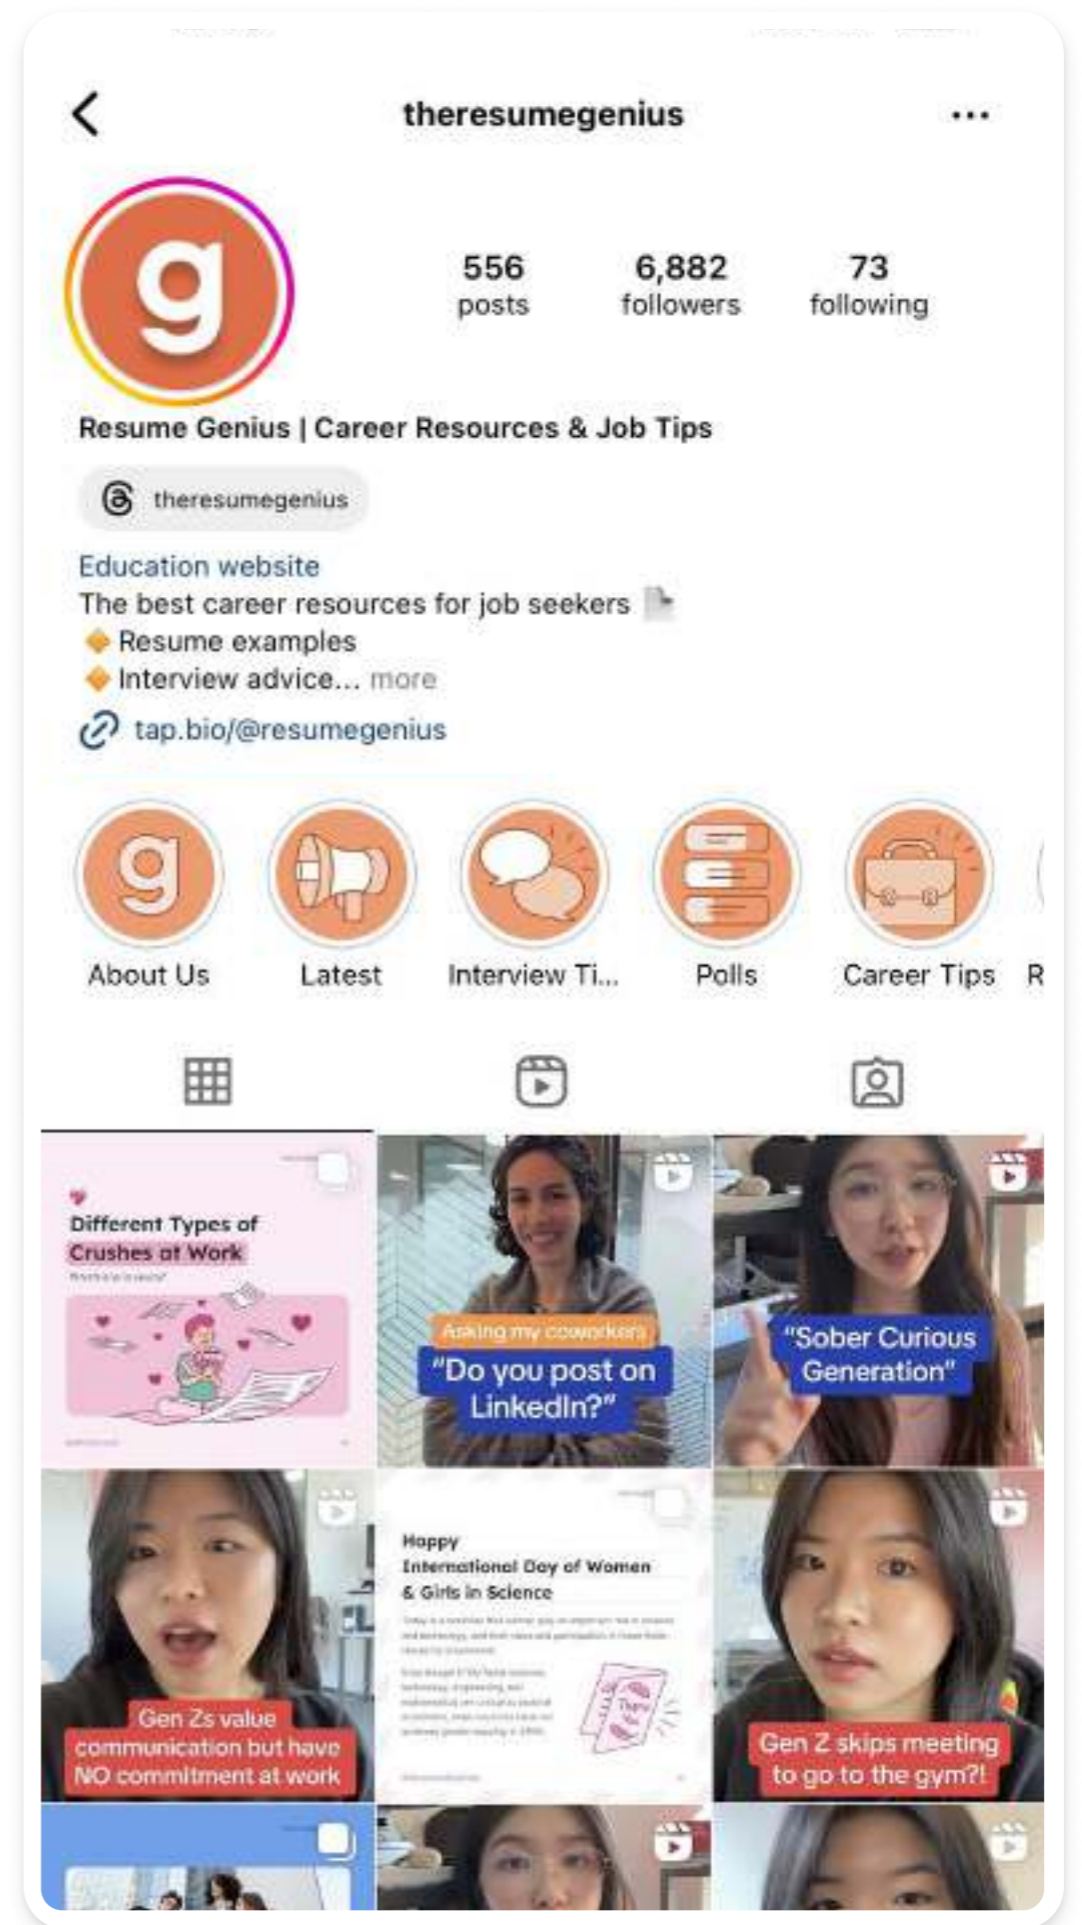 theresumegenius
g
556 6,882 73
posts followers following
Resume Genius | Career Resources & Job Tips
theresumegenius
Education website
The best career resources for job seekers
Resume examples
Interview advice... more
tap.bio/@resumegenius
g
About Us Latest Interview Ti... Polls Career Tips R
Different Types of
Crushes at Work
Asking my coworkers
"Do you post on
LinkedIn?"
"Sober Curious
Generation"
Gen Zs value
communication but have
NO commitment at work
Happy
International Day of Women
& Girls in Science
Gen Z skips meeting
to go to the gym?!